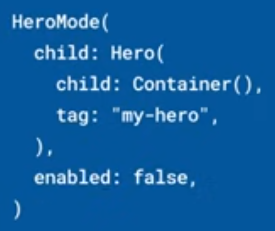 HeroMode(
  child: Hero(
    child: Container(),
    tag: "my-hero",
  ),
  enabled: false,
)